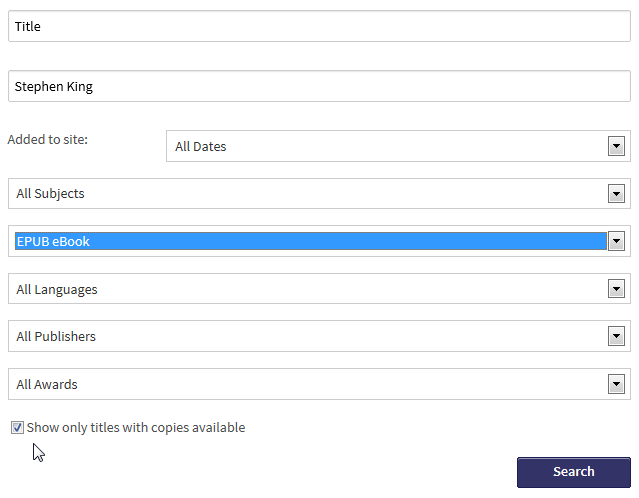 Title
Stephen King
Added to site: All Dates
All Subjects
EPUB eBook
All Languages
All Publishers
All Awards
Show only titles with copies available
Search